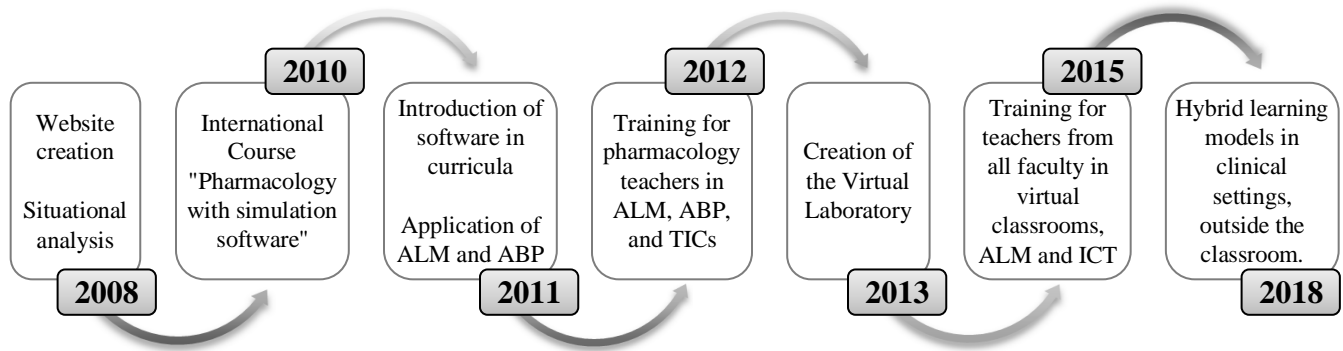 Website
creation
Situational
analysis
2008
2010
International
Course
"Pharmacology
with simulation
software"
Introduction of
software in
curricula
Application of
ALM and ABP
2011
2012
Training for
pharmacology
teachers in
ALM, ABP,
and TICs
Creation of
the Virtual
Laboratory
2013
2015
Training for
teachers from
all faculty in
virtual
classrooms,
ALM and ICT
Hybrid learning
models in
clinical
settings,
outside the
classroom.
2018